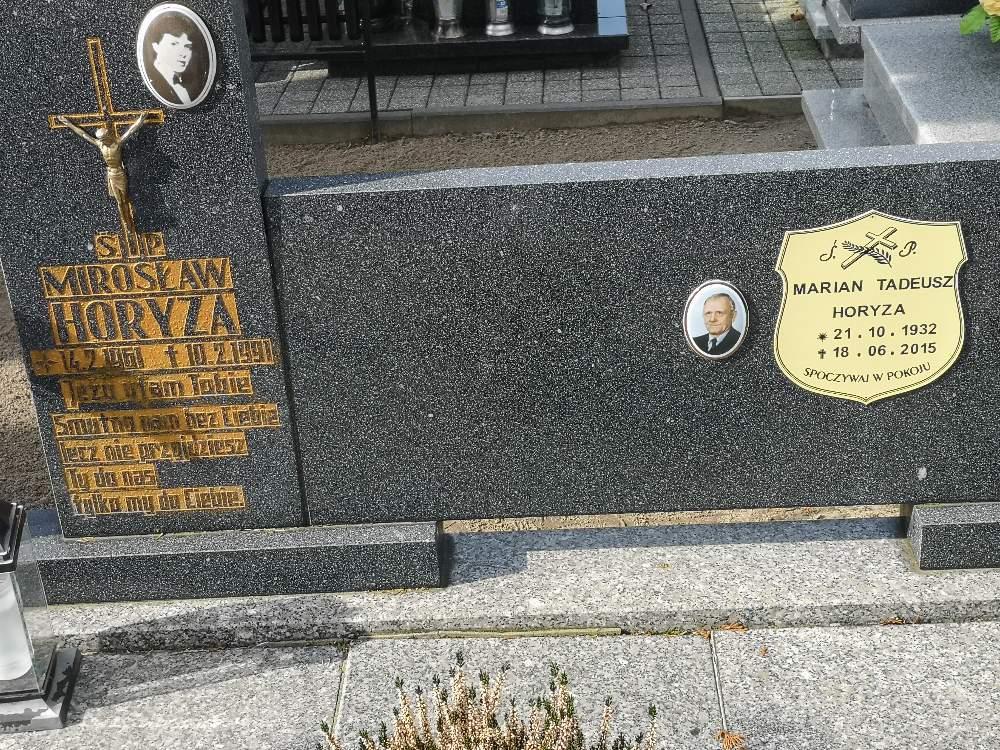 Ś P
MIROSŁAW
HORYZA
14.2.1961 † 10.2.1991
Jezu ufam Tobie
Smutno nam bez Ciebie
lecz nie przyjdziesz
Ty do nas
tylko my do Ciebie.
Ś. P.
MARIAN TADEUSZ
HORYZA
✶ 21.10.1932
✝ 18.06.2015
SPOCZYWAJ W POKOJU